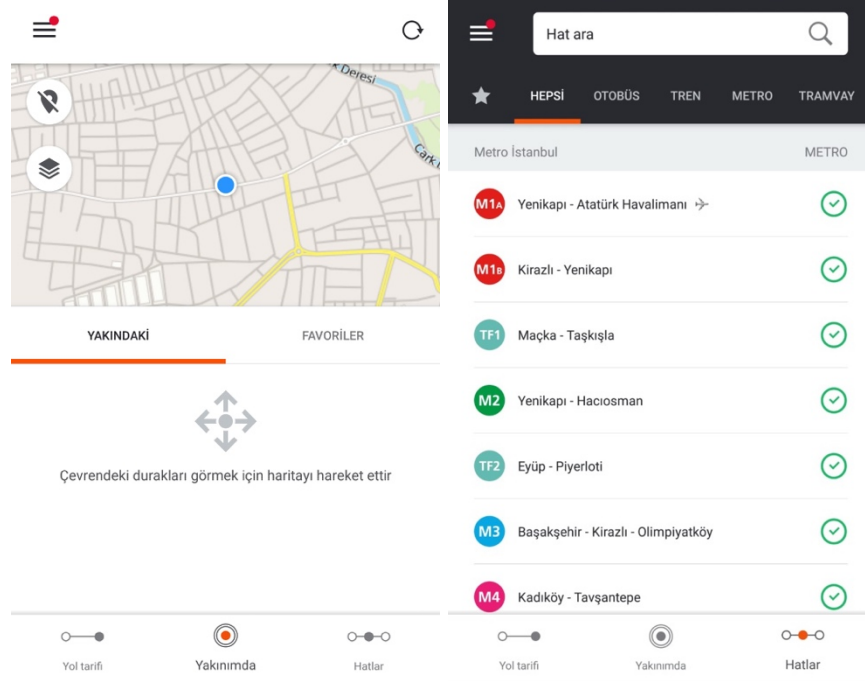 k Deresi
Çark
YAKINDAKİ
FAVORİLER
Çevrendeki durakları görmek için haritayı hareket ettir
Yol tarifi
Yakınımda
Hatlar
Hat ara
HEPSİ
OTOBÜS
TREN
METRO
TRAMVAY
Metro İstanbul
METRO
M1A Yenikapı - Atatürk Havalimanı
M1B Kirazlı - Yenikapı
TF1 Maçka - Taşkışla
M2 Yenikapı - Hacıosman
TF2 Eyüp - Piyerloti
M3 Başakşehir - Kirazlı - Olimpiyatköy
M4 Kadıköy - Tavşantepe
Yol tarifi
Yakınımda
Hatlar